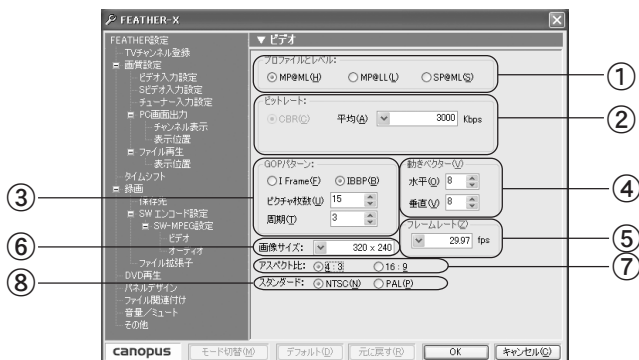 FEATHER-X
FEATHER設定
TVチャンネル登録
画質設定
ビデオ入力設定
Sビデオ入力設定
チューナー入力設定
PC画面出力
チャンネル表示
表示位置
ファイル再生
表示位置
タイムシフト
録画
保存先
SW エンコード設定
SW-MPEG設定
ビデオ
オーディオ
ファイル拡張子
DVD再生
パネルデザイン
ファイル関連付け
音量/ミュート
その他
▼ ビデオ
プロファイルとレベル:
MP@ML(H) MP@LL(L) SP@ML(S)
①
ビットレート:
CBR(C) 平均(A) 3000 Kbps
②
GOPパターン:
I Frame(F) IBBP(B)
ピクチャ枚数(U) 15
周期(T) 3
③
動きベクター(V)
水平(O) 8
垂直(V) 8
④
フレームレート(Z)
29.97 fps
⑤
⑥
画像サイズ: 320 x 240
アスペクト比: 4:3 16:9
⑦
⑧
スタンダード: NTSC(N) PAL(P)
canopus モード切替(M) デフォルト(D) 元に戻す(R) OK キャンセル(C)